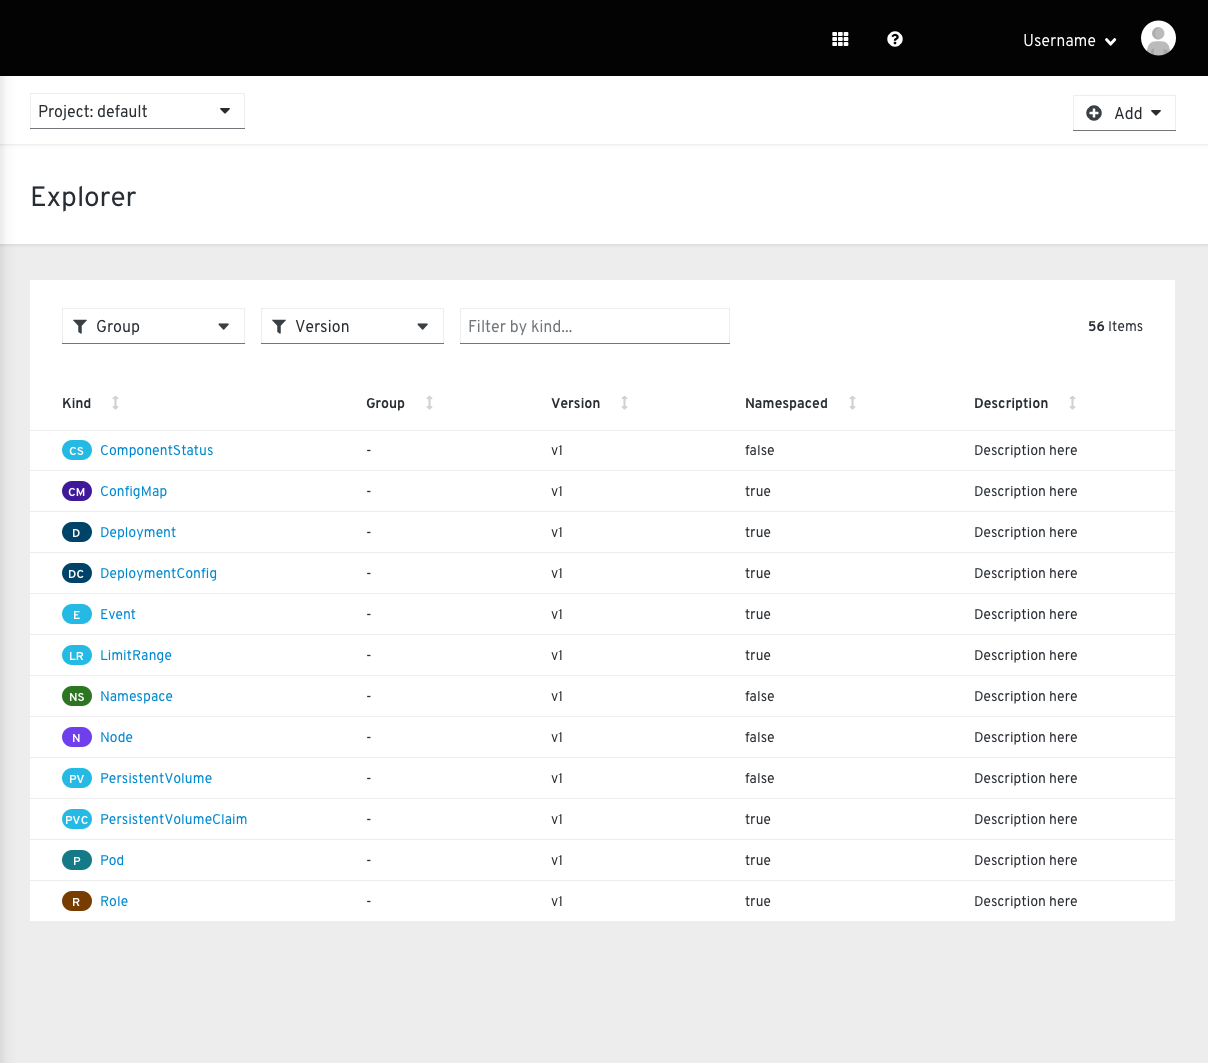 Username
Project: default
Add
Explorer
Group Version Filter by kind... 56 Items
Kind Group Version Namespaced Description
CS ComponentStatus - v1 false Description here
CM ConfigMap - v1 true Description here
D Deployment - v1 true Description here
DC DeploymentConfig - v1 true Description here
E Event - v1 true Description here
LR LimitRange - v1 true Description here
NS Namespace - v1 false Description here
N Node - v1 false Description here
PV PersistentVolume - v1 false Description here
PVC PersistentVolumeClaim - v1 true Description here
P Pod - v1 true Description here
R Role - v1 true Description here